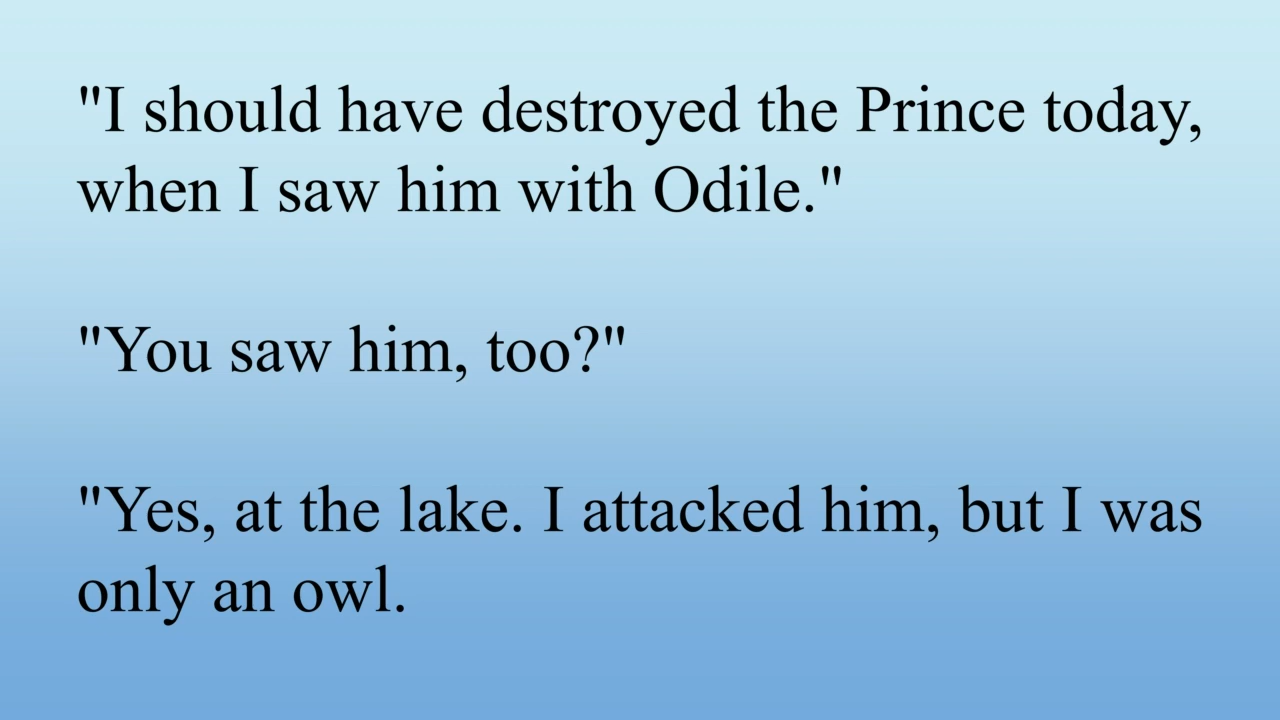 "I should have destroyed the Prince today,
when I saw him with Odile."
"You saw him, too?"
"Yes, at the lake. I attacked him, but I was
only an owl.